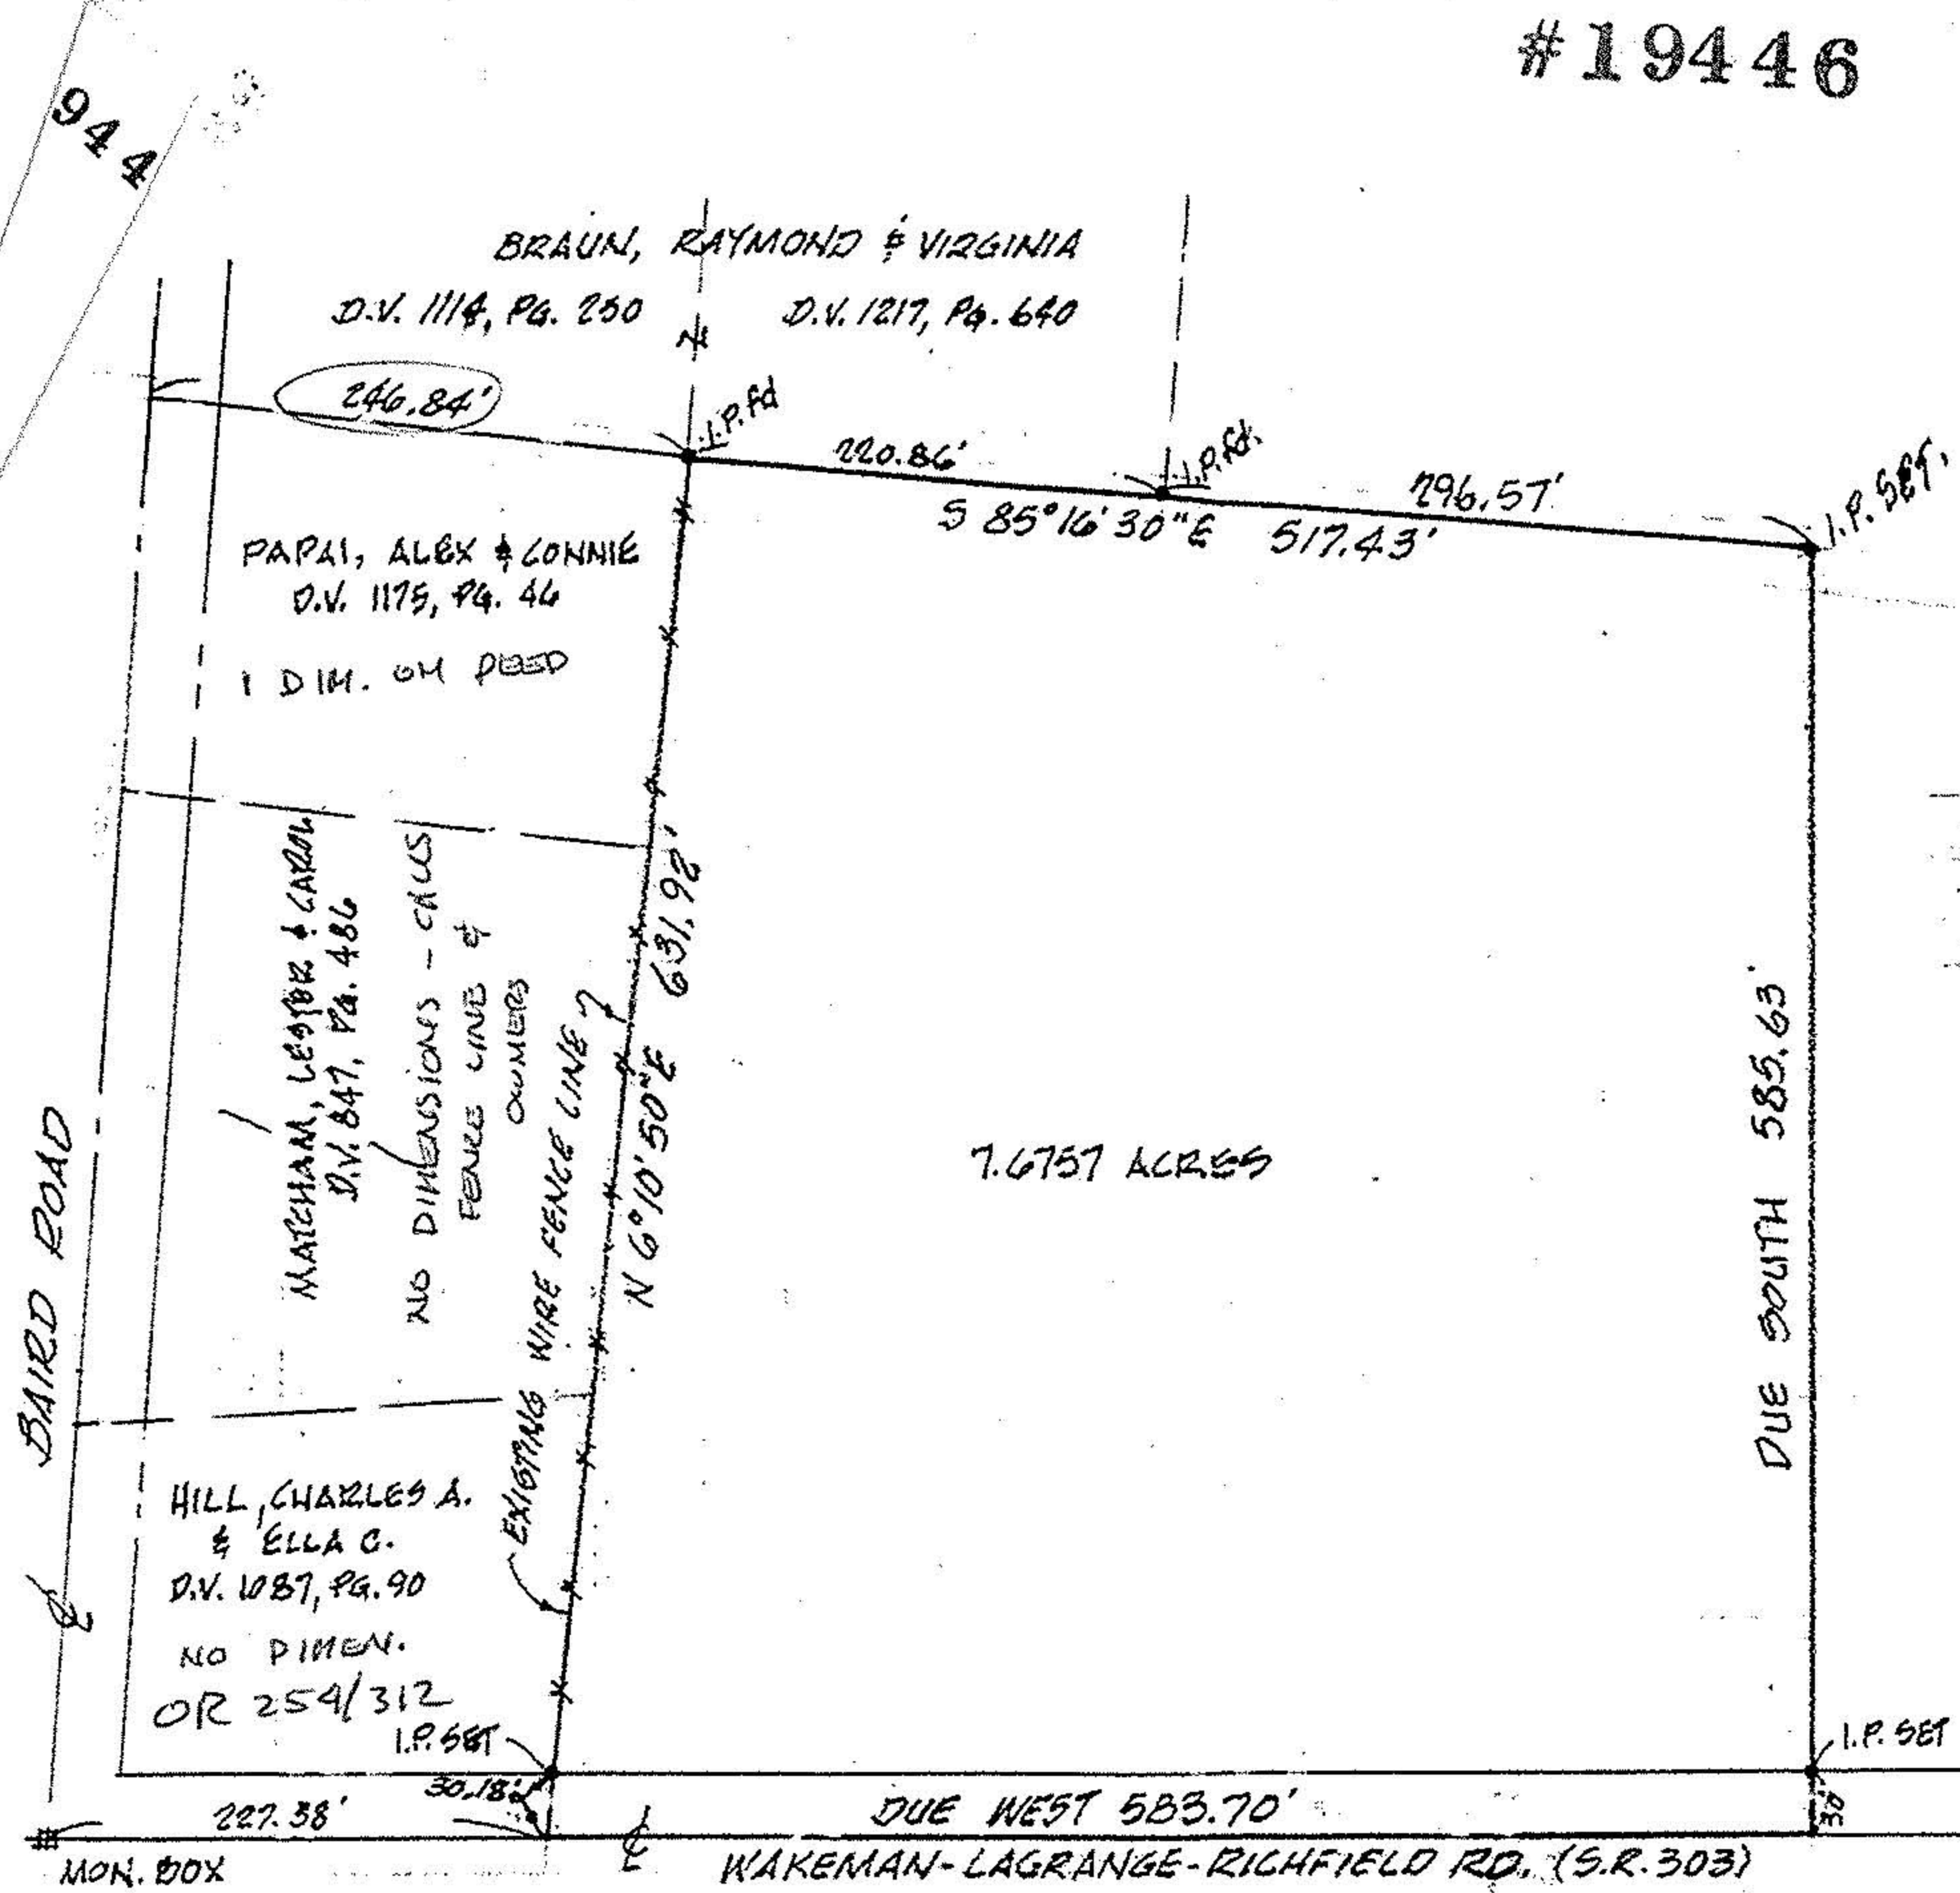 #19446
944
BRAUN, RAYMOND & VIRGINIA
D.V. 1114, PG. 250 D.V. 1217, PG. 640
246.84'
I.P. fd
220.86'
I.P. fd.
296.57'
I.P. SET.
S 85°16'30"E 517.43'
PAPAI, ALEX & CONNIE
D.V. 1175, PG. 46
1 DIM. ON DEED
MATCHAM, LESTER & CAROL
D.V. 847, PG. 486
NO DIMENSIONS - CALLS
FENCE LINE &
OWNERS
EXISTING WIRE FENCE LINE
N 6°10'50"E 631.92'
7.6757 ACRES
DUE SOUTH 585.63'
BAIRD ROAD
HILL, CHARLES A.
& ELLA C.
D.V. 1087, PG. 90
NO DIMEN.
OR 254/312
I.P. SET
I.P. SET
30.18'
30'
227.38'
DUE WEST 583.70'
MON. BOX
WAKEMAN-LAGRANGE-RICHFIELD RD. (S.R. 303)